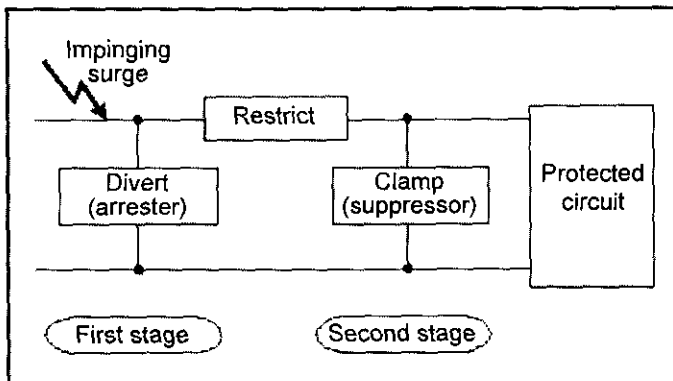 Impinging
surge
Restrict
Divert
(arrester)
Clamp
(suppressor)
Protected
circuit
First stage
Second stage